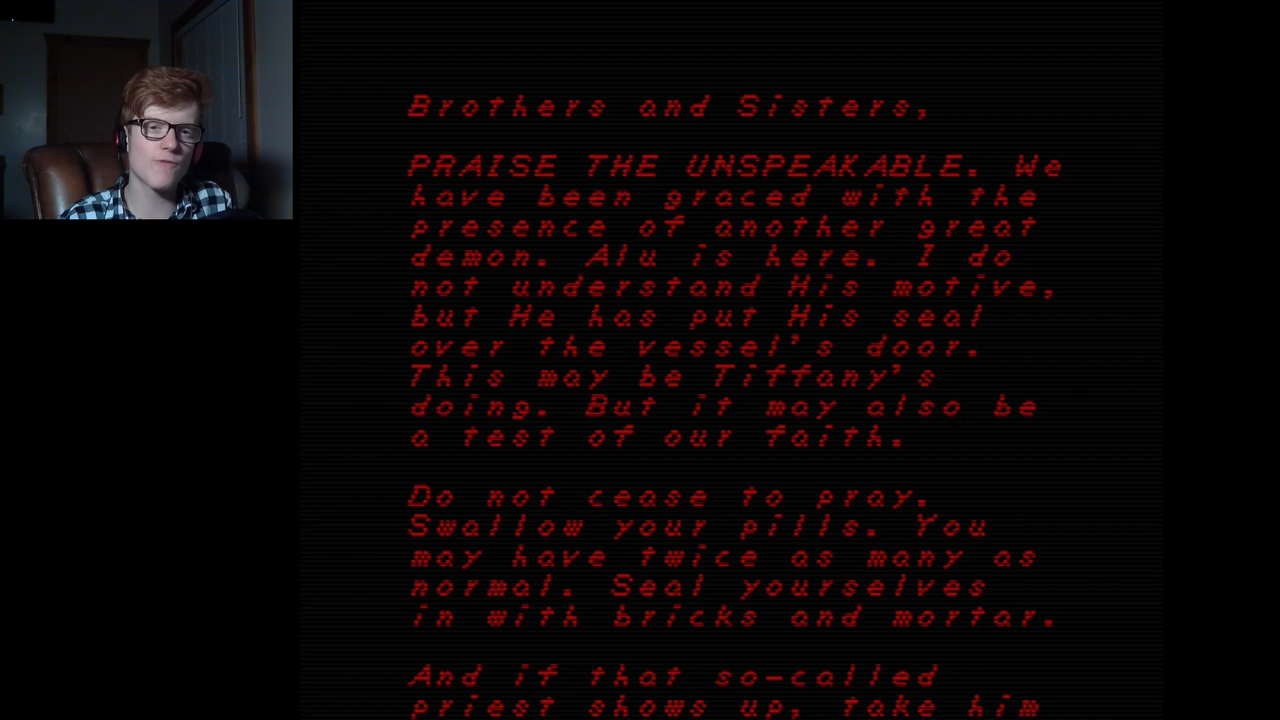 Brothers and Sisters,
PRAISE THE UNSPEAKABLE. We
have been graced with the
presence of another great
demon. Alu is here. I do
not understand His motive,
but He has put His seal
over the vessel's door.
This may be Tiffany's
doing. But it may also be
a test of our faith.
Do not cease to pray.
Swallow your pills. You
may have twice as many as
normal. Seal yourselves
in with bricks and mortar.
And if that so-called
priest shows up, take him